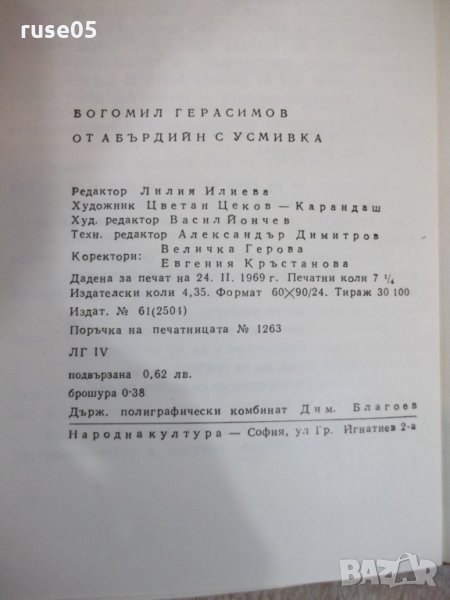 ruse05
БОГОМИЛ ГЕРАСИМОВ
ОТ АБЪРДИЙН С УСМИВКА
Редактор Лилия Илиева
Художник Цветан Цеков — Карандаш
Худ. редактор Васил Йончев
Техн. редактор Александър Димитров
Коректори: Величка Герова
Евгения Кръстанова
Дадена за печат на 24. II. 1969 г. Печатни коли 7 ¼
Издателски коли 4,35. Формат 60×90/24. Тираж 30 100
Издат. № 61(2504)
Поръчка на печатницата № 1263
ЛГ IV
подвързана 0,62 лв.
брошура 0·38
Държ. полиграфически комбинат Дим. Благоев
Народна култура — София, ул Гр. Игнатиев 2-а
BAZAR